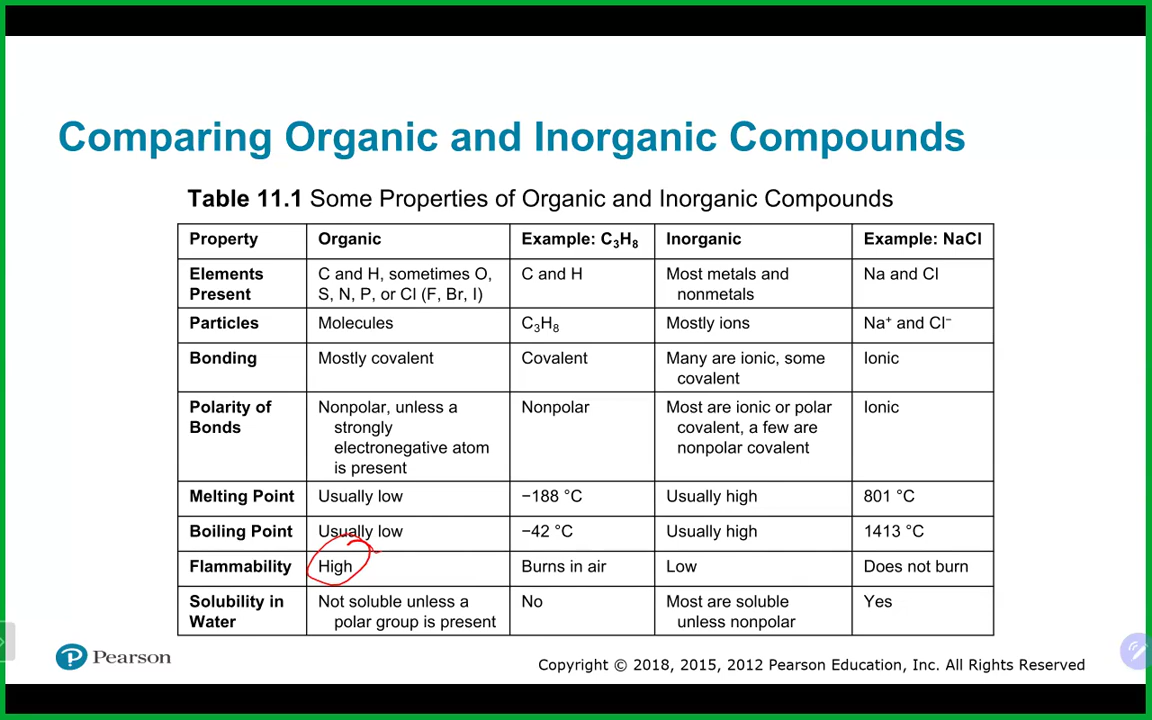 Comparing Organic and Inorganic Compounds
Table 11.1 Some Properties of Organic and Inorganic Compounds
Property Organic Example: C₃H₈ Inorganic Example: NaCl
Elements Present C and H, sometimes O, S, N, P, or Cl (F, Br, I) C and H Most metals and nonmetals Na and Cl
Particles Molecules C₃H₈ Mostly ions Na⁺ and Cl⁻
Bonding Mostly covalent Covalent Many are ionic, some covalent Ionic
Polarity of Bonds Nonpolar, unless a strongly electronegative atom is present Nonpolar Most are ionic or polar covalent, a few are nonpolar covalent Ionic
Melting Point Usually low −188 °C Usually high 801 °C
Boiling Point Usually low −42 °C Usually high 1413 °C
Flammability High Burns in air Low Does not burn
Solubility in Water Not soluble unless a polar group is present No Most are soluble unless nonpolar Yes
Pearson
Copyright © 2018, 2015, 2012 Pearson Education, Inc. All Rights Reserved